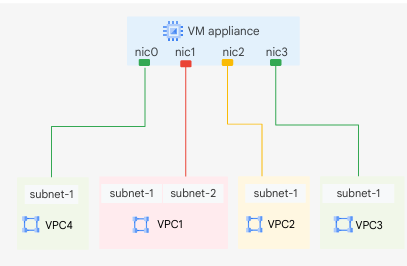 VM appliance
nic0 nic1 nic2 nic3
subnet-1 subnet-1 subnet-2 subnet-1 subnet-1
VPC4 VPC1 VPC2 VPC3